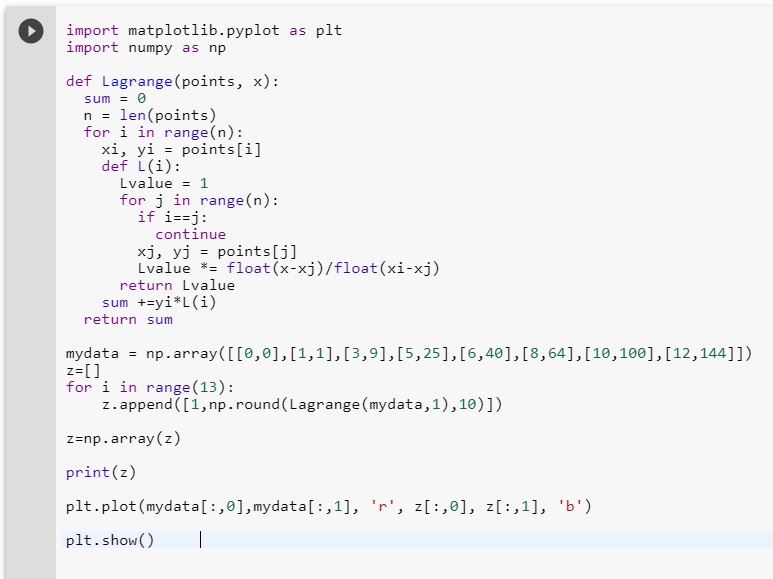 import matplotlib.pyplot as plt
import numpy as np

def Lagrange(points, x):
  sum = 0
  n = len(points)
  for i in range(n):
    xi, yi = points[i]
    def L(i):
      Lvalue = 1
      for j in range(n):
        if i==j:
          continue
        xj, yj = points[j]
        Lvalue *= float(x-xj)/float(xi-xj)
      return Lvalue
    sum +=yi*L(i)
  return sum

mydata = np.array([[0,0],[1,1],[3,9],[5,25],[6,40],[8,64],[10,100],[12,144]])
z=[]
for i in range(13):
    z.append([1,np.round(Lagrange(mydata,1),10)])

z=np.array(z)

print(z)

plt.plot(mydata[:,0],mydata[:,1], 'r', z[:,0], z[:,1], 'b')

plt.show()